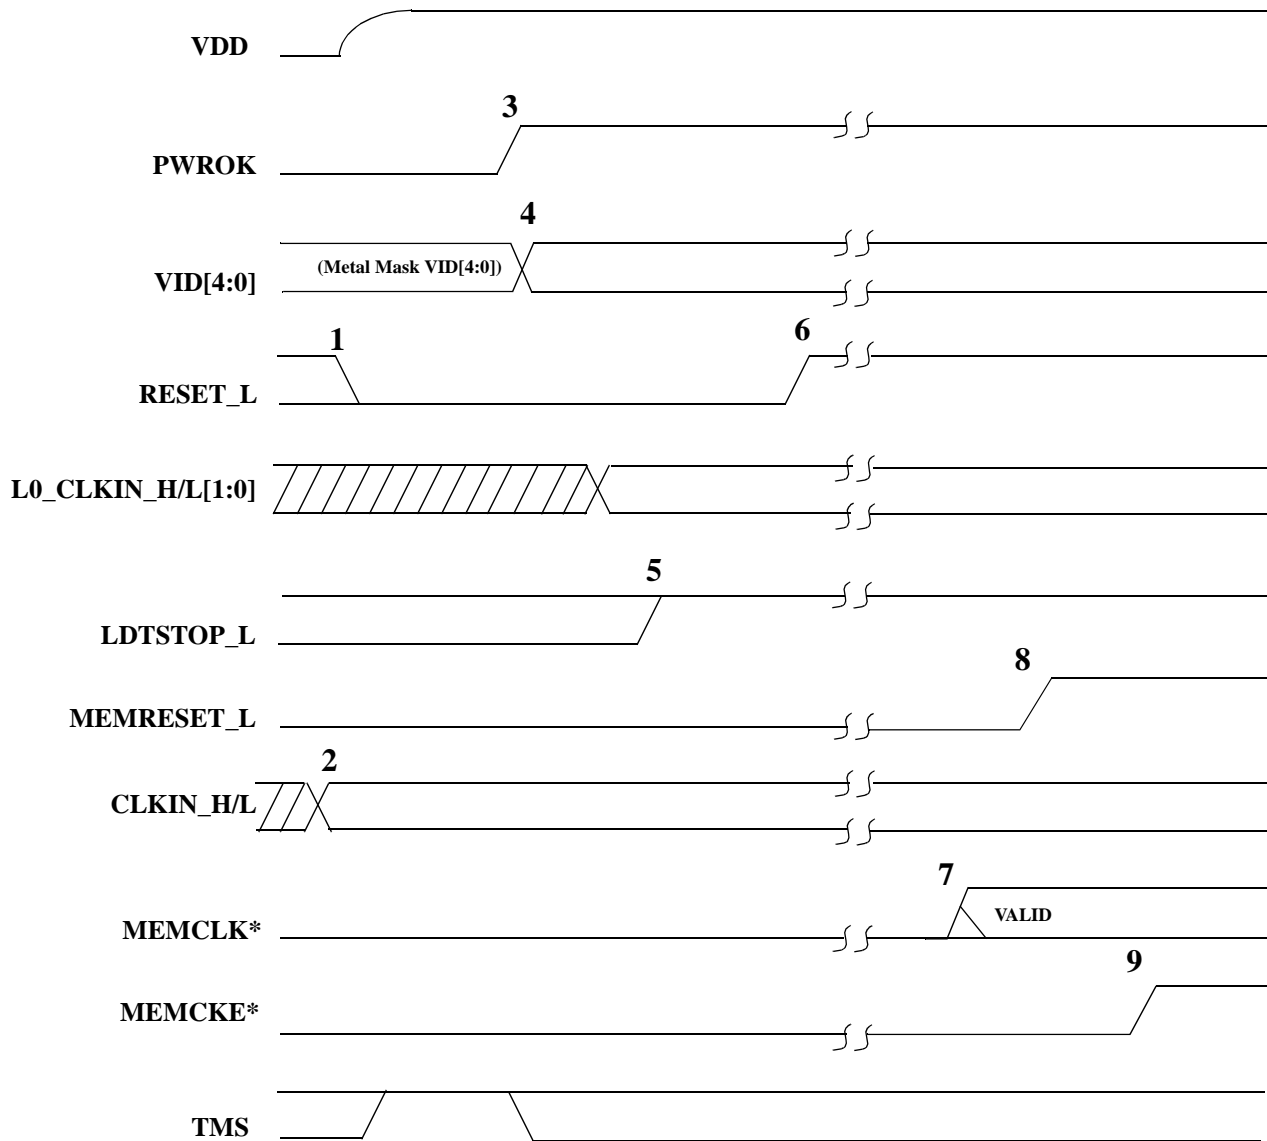 VDD
3
PWROK
4
(Metal Mask VID[4:0])
VID[4:0]
1
6
RESET_L
L0_CLKIN_H/L[1:0]
5
LDTSTOP_L
8
MEMRESET_L
2
CLKIN_H/L
7
VALID
MEMCLK*
9
MEMCKE*
TMS